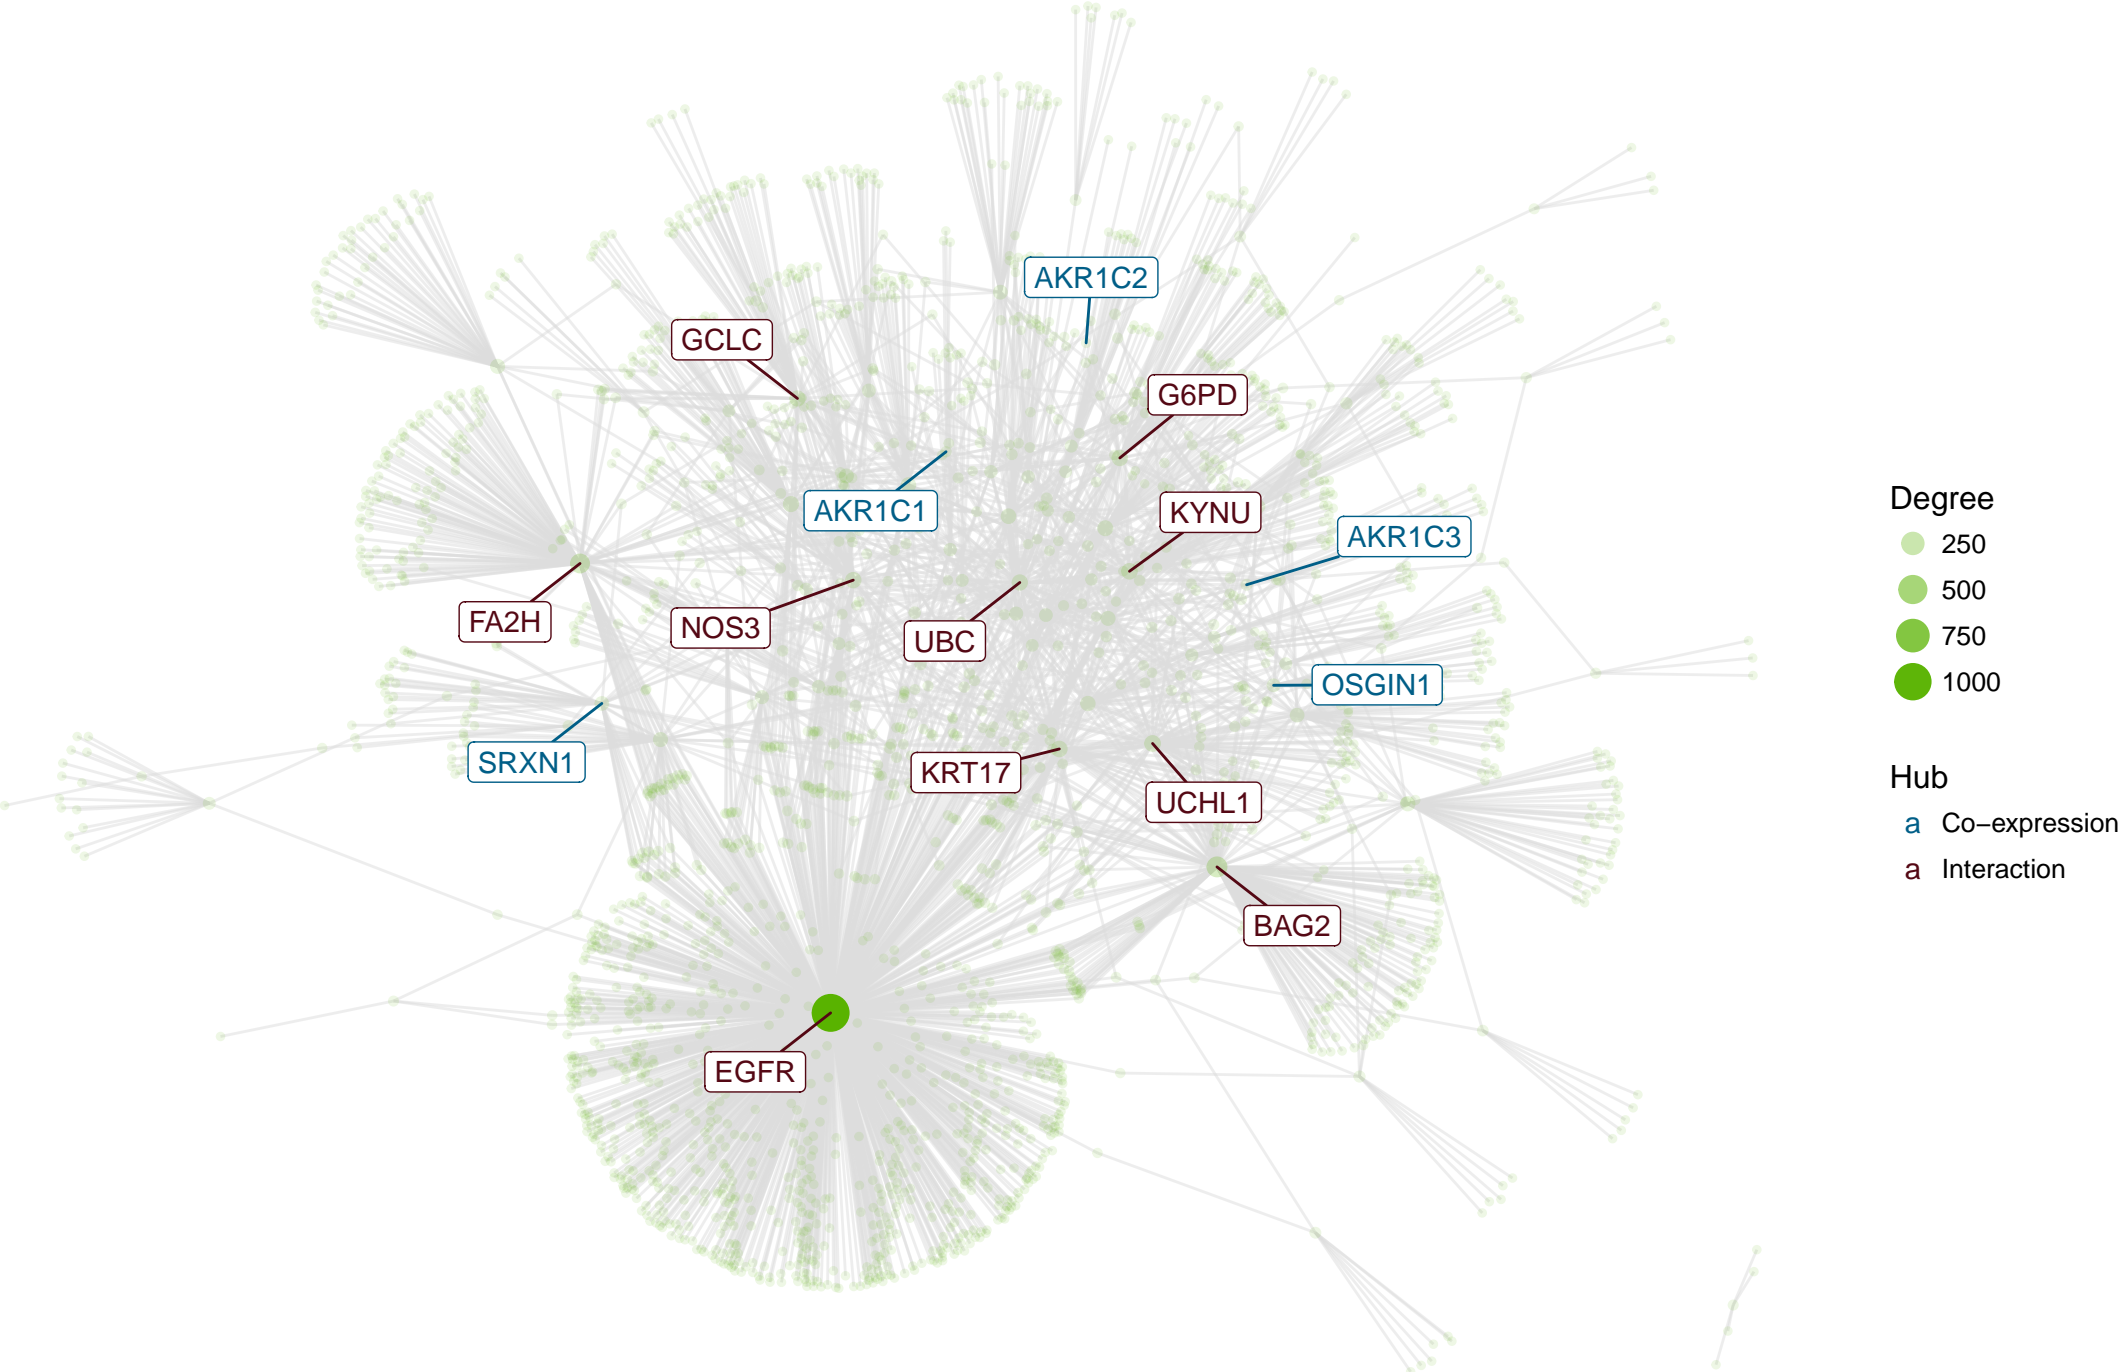 AKR1C2
GCLC
G6PD
AKR1C1
KYNU
AKR1C3
FA2H
NOS3
UBC
OSGIN1
SRXN1
KRT17
UCHL1
BAG2
EGFR
Degree
250
500
750
1000
Hub
a Co−expression
a Interaction